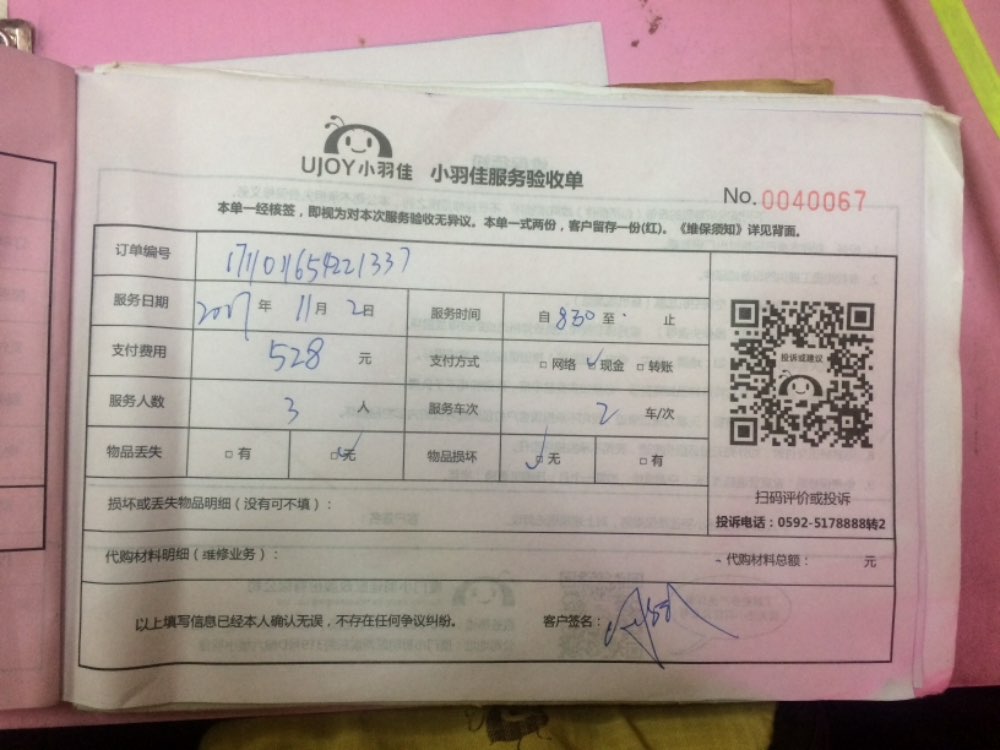 UJOY小羽佳 小羽佳服务验收单
No.0040067
本单一经核签，即视为对本次服务验收无异议。本单一式两份，客户留存一份(红)。《维保须知》详见背面。
订单编号 1711011654221337
服务日期 2017年 11月 2日 服务时间 自 830 至 止
支付费用 528 元 支付方式 □网络 ☑现金 □转账
服务人数 3 人 服务车次 2 车/次
物品丢失 □有 ☑无 物品损坏 ☑无 □有
投诉或建议
扫码评价或投诉
投诉电话：0592-5178888转2
损坏或丢失物品明细（没有可不填）：
代购材料明细（维修业务）： 代购材料总额： 元
以上填写信息已经本人确认无误，不存在任何争议纠纷。 客户签名：